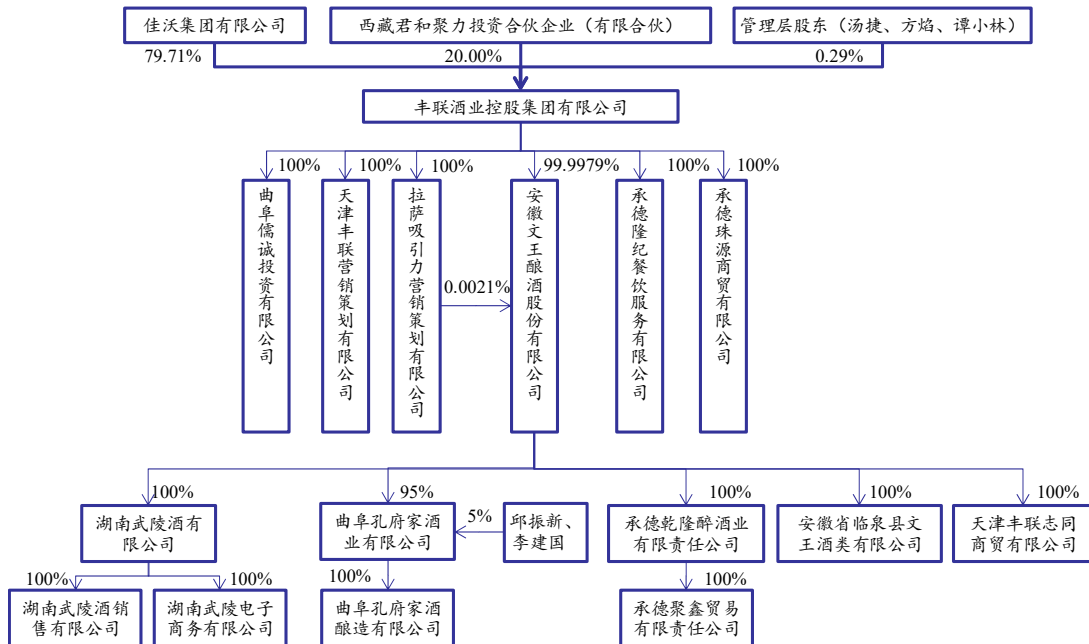 佳沃集团有限公司
西藏君和聚力投资合伙企业（有限合伙）
管理层股东（汤捷、方焰、谭小林）
79.71%
20.00%
0.29%
丰联酒业控股集团有限公司
100%
100%
100%
99.9979%
100%
100%
曲阜儒诚投资有限公司
天津丰联营销策划有限公司
拉萨吸引力营销策划有限公司
0.0021%
安徽文王酿酒股份有限公司
承德隆纪餐饮服务有限公司
承德珠源商贸有限公司
100%
95%
100%
100%
100%
湖南武陵酒有
限公司
曲阜孔府家酒
业有限公司
5%
邱振新、
李建国
承德乾隆醉酒业
有限责任公司
安徽省临泉县文
王酒类有限公司
天津丰联志同
商贸有限公司
100%
100%
100%
100%
湖南武陵酒销
售有限公司
湖南武陵电子
商务有限公司
曲阜孔府家酒
酿造有限公司
承德聚鑫贸易
有限责任公司